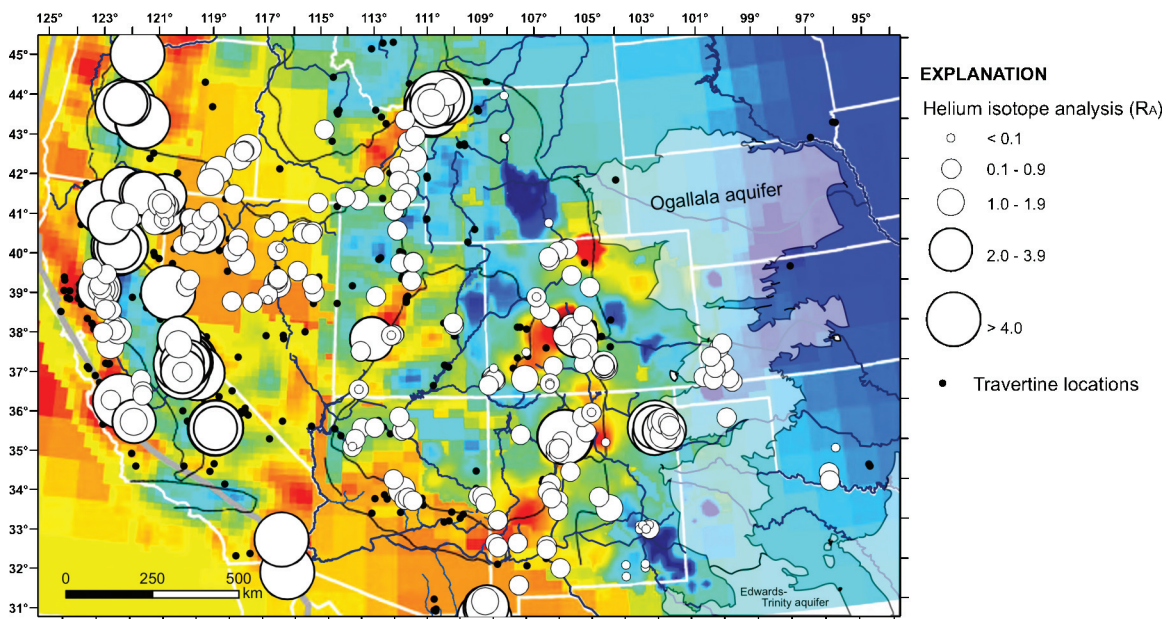 125° 123° 121° 119° 117° 115° 113° 111° 109° 107° 105° 103° 101° 99° 97° 95°
45°
44°
43°
42°
41°
40°
39°
38°
37°
36°
35°
34°
33°
32°
31°
Ogallala aquifer
Edwards-
Trinity aquifer
0 250 500
km
EXPLANATION
Helium isotope analysis (RA)
< 0.1
0.1 - 0.9
1.0 - 1.9
2.0 - 3.9
> 4.0
Travertine locations